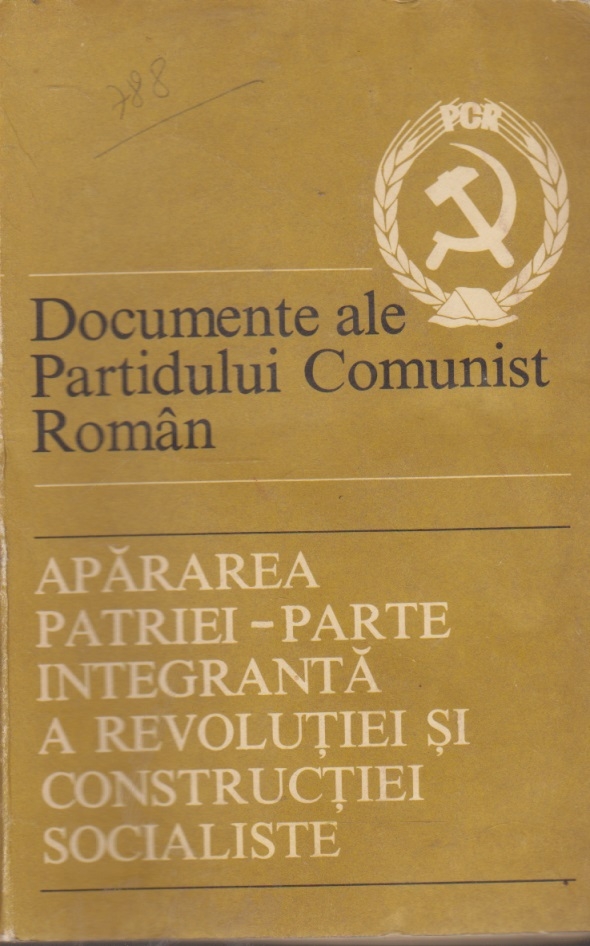 788
PCR
Documente ale
Partidului Comunist
Român
APĂRAREA
PATRIEI – PARTE
INTEGRANTĂ
A REVOLUȚIEI ȘI
CONSTRUCȚIEI
SOCIALISTE